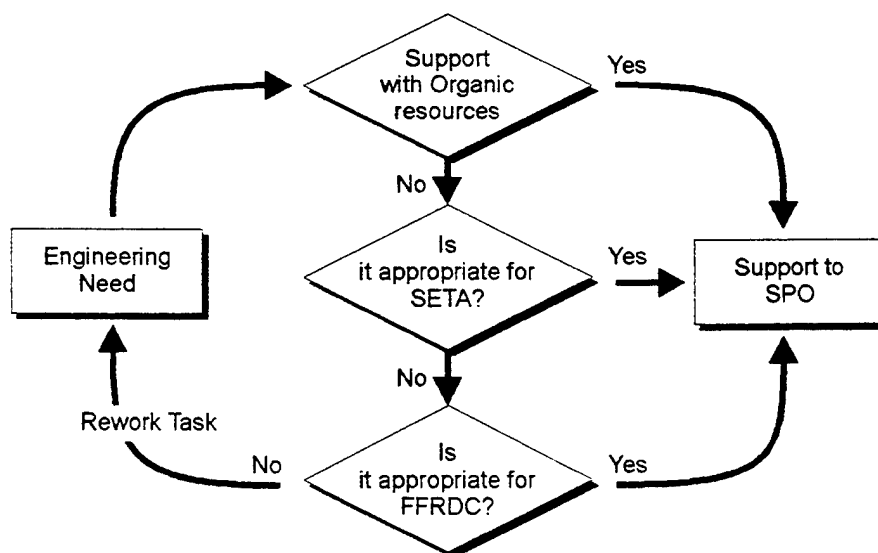 Support
with Organic
resources
Yes
No
Engineering
Need
Is
it appropriate for
SETA?
Yes
Support to
SPO
No
Rework Task
No
Is
it appropriate for
FFRDC?
Yes